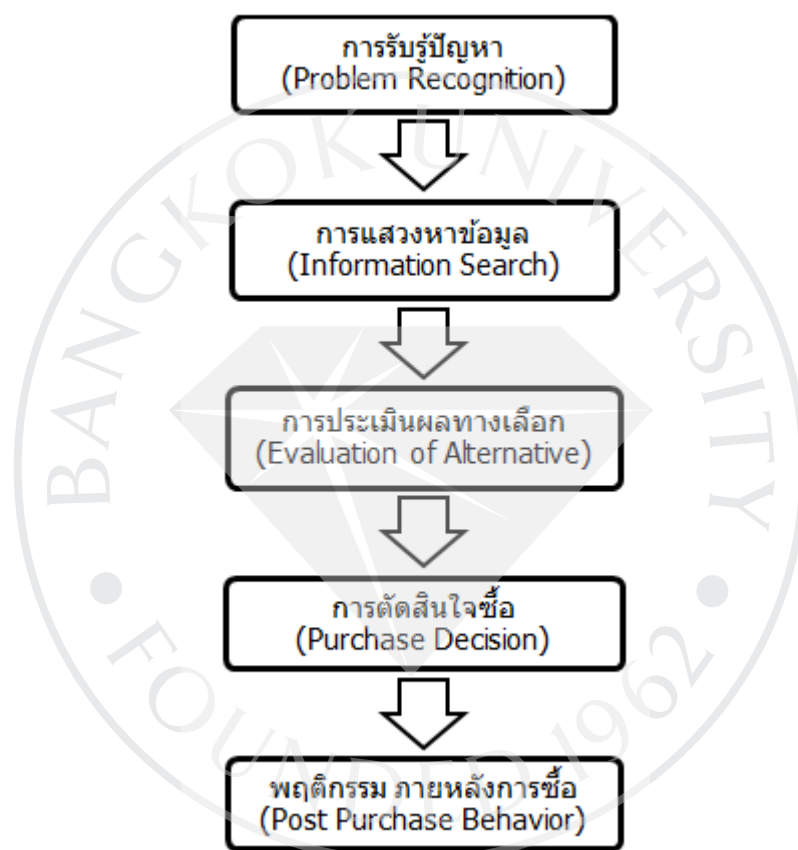 การรับรู้ปัญหา
(Problem Recognition)
การแสวงหาข้อมูล
(Information Search)
การประเมินผลทางเลือก
(Evaluation of Alternative)
การตัดสินใจซื้อ
(Purchase Decision)
พฤติกรรม ภายหลังการซื้อ
(Post Purchase Behavior)
BANGKOK UNIVERSITY
FOUNDED 1962